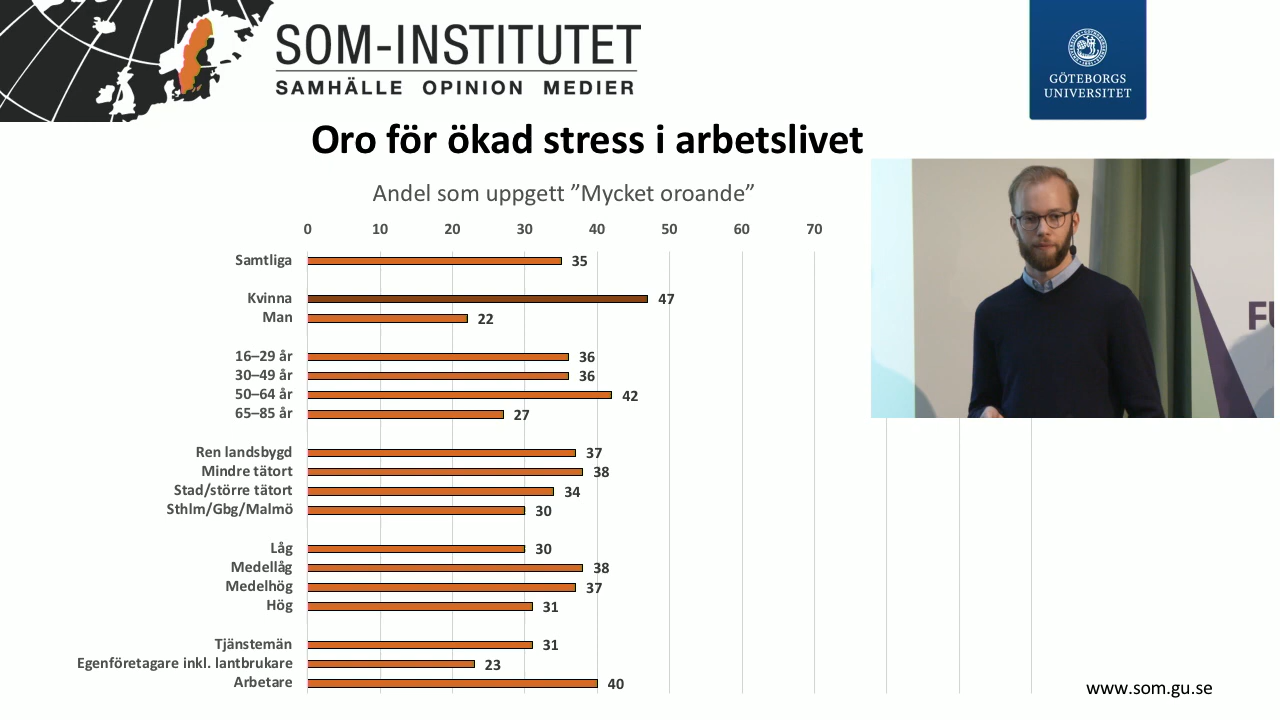 SOM-INSTITUTET
SAMHÄLLE OPINION MEDIER
GÖTEBORGS
UNIVERSITET
Oro för ökad stress i arbetslivet
Andel som uppgett ”Mycket oroande”
0 10 20 30 40 50 60 70
Samtliga 35
Kvinna 47
Man 22
16–29 år 36
30–49 år 36
50–64 år 42
65–85 år 27
Ren landsbygd 37
Mindre tätort 38
Stad/större tätort 34
Sthlm/Gbg/Malmö 30
Låg 30
Medellåg 38
Medelhög 37
Hög 31
Tjänstemän 31
Egenföretagare inkl. lantbrukare 23
Arbetare 40
www.som.gu.se